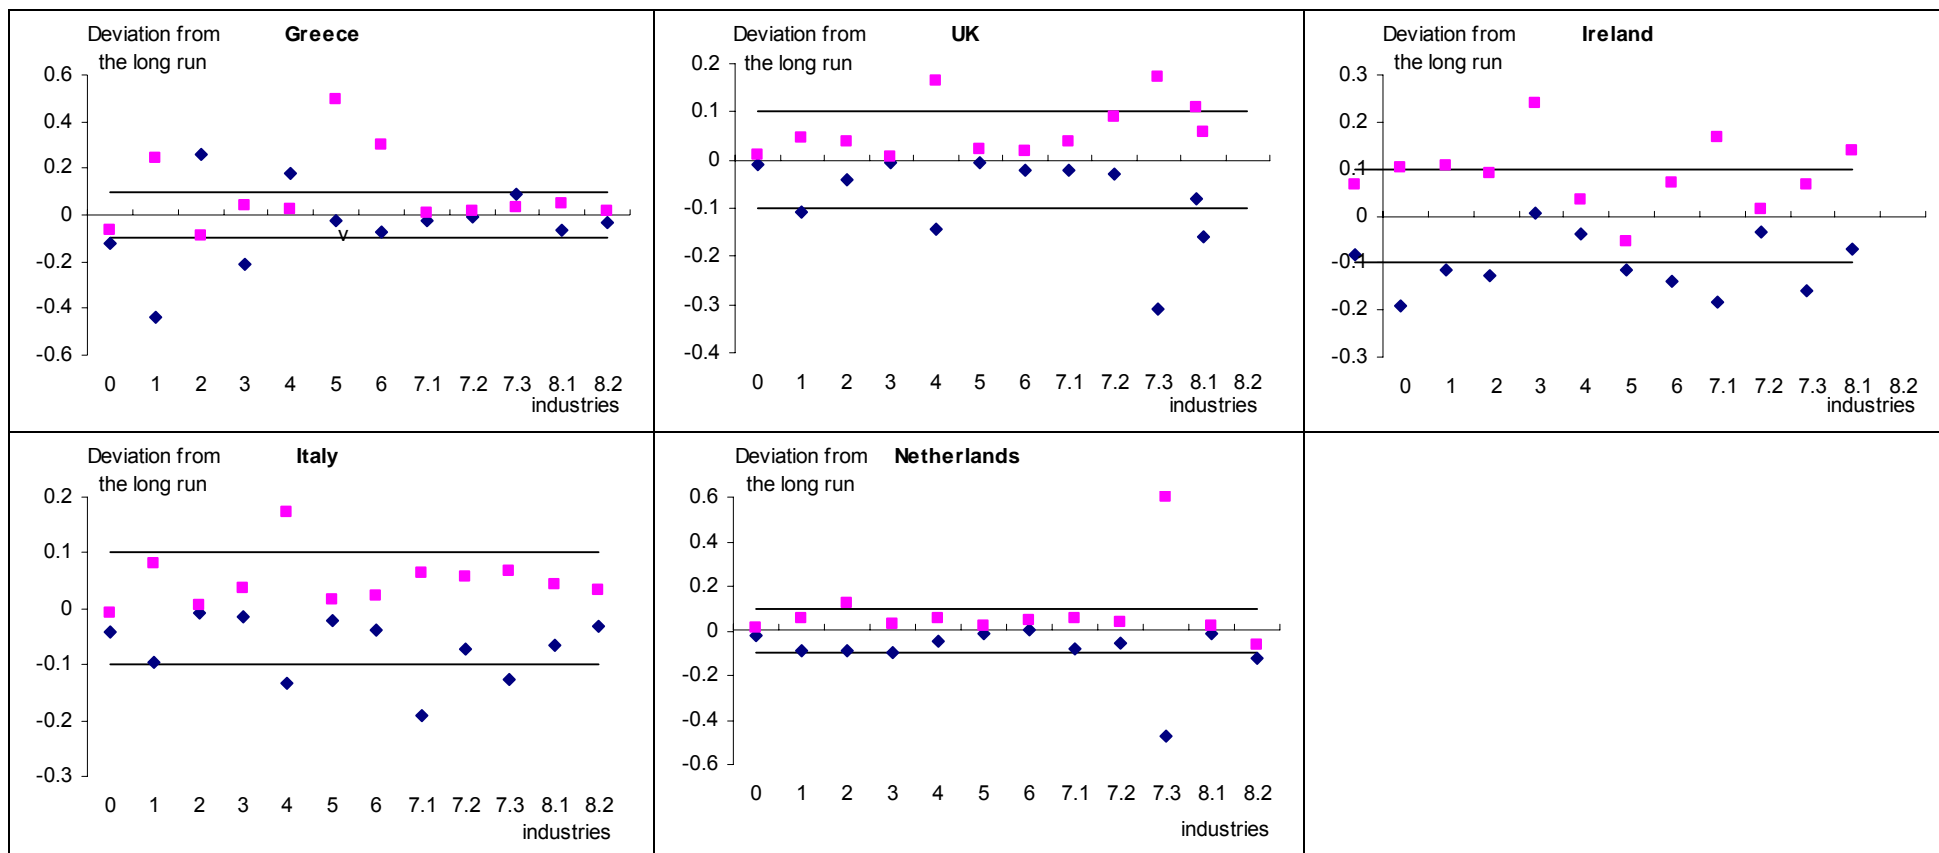 Deviation from Greece
the long run
0.6
0.4
0.2
0
v
-0.2
-0.4
-0.6
0 1 2 3 4 5 6 7.1 7.2 7.3 8.1 8.2
industries
Deviation from UK
the long run
0.2
0.1
0
-0.1
-0.2
-0.3
-0.4
0 1 2 3 4 5 6 7.1 7.2 7.3 8.1 8.2
Deviation from Ireland
the long run
0.3
0.2
0.1
0
-0.1
-0.2
-0.3
0 1 2 3 4 5 6 7.1 7.2 7.3 8.1 8.2
industries
Deviation from Italy
the long run
0.2
0.1
0
-0.1
-0.2
-0.3
0 1 2 3 4 5 6 7.1 7.2 7.3 8.1 8.2
industries
Deviation from Netherlands
the long run
0.6
0.4
0.2
0
-0.2
-0.4
-0.6
0 1 2 3 4 5 6 7.1 7.2 7.3 8.1 8.2
industries